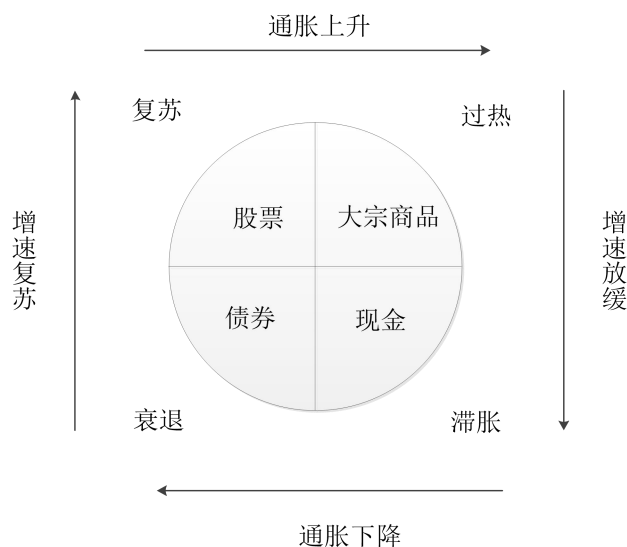 通胀上升
复苏
过热
增速复苏
股票
大宗商品
增速放缓
债券
现金
衰退
滞胀
通胀下降